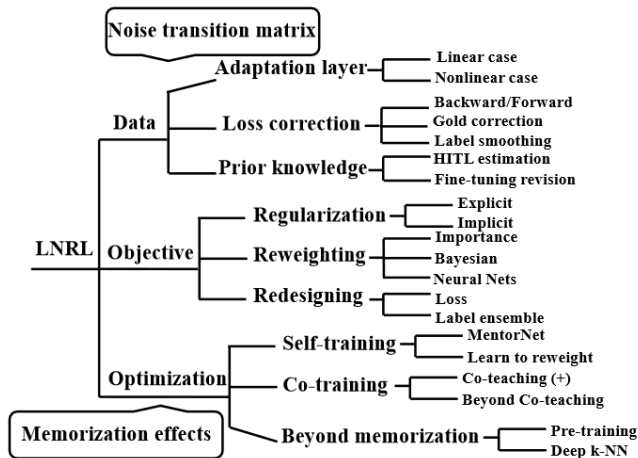 Noise transition matrix
Adaptation layer
Linear case
Nonlinear case
Data
Loss correction
Backward/Forward
Gold correction
Label smoothing
Prior knowledge
HITL estimation
Fine-tuning revision
LNRL
Objective
Regularization
Explicit
Implicit
Reweighting
Importance
Bayesian
Neural Nets
Redesigning
Loss
Label ensemble
Optimization
Self-training
MentorNet
Learn to reweight
Co-training
Co-teaching (+)
Beyond Co-teaching
Memorization effects
Beyond memorization
Pre-training
Deep k-NN